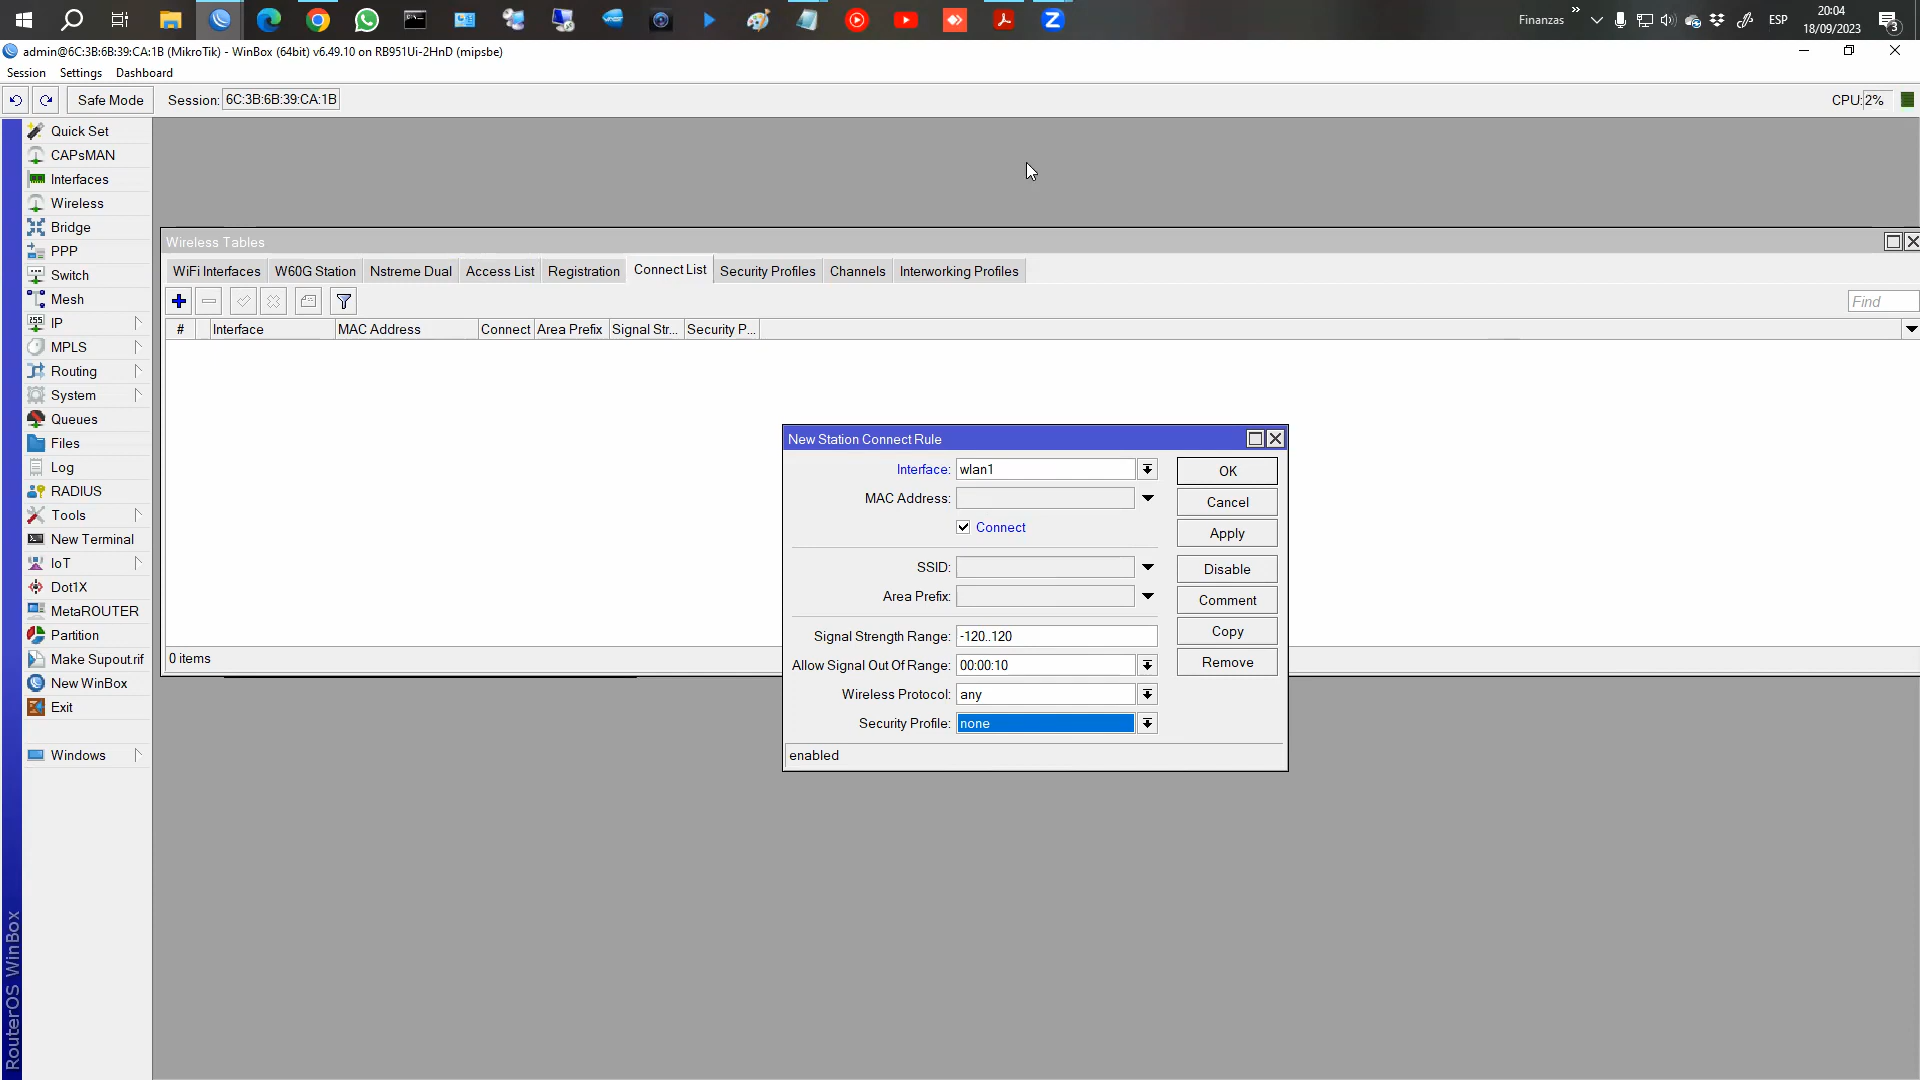 Finanzas
ESP
20:04
18/09/2023
3
admin@6C:3B:6B:39:CA:1B (MikroTik) - WinBox (64bit) v6.49.10 on RB951Ui-2HnD (mipsbe)
Session Settings Dashboard
Safe Mode
Session: 6C:3B:6B:39:CA:1B
CPU: 2%
Quick Set
CAPsMAN
Interfaces
Wireless
Bridge
PPP
Switch
Mesh
IP
MPLS
Routing
System
Queues
Files
Log
RADIUS
Tools
New Terminal
IoT
Dot1X
MetaROUTER
Partition
Make Supout.rif
New WinBox
Exit
Windows
RouterOS WinBox
Wireless Tables
WiFi Interfaces W60G Station Nstreme Dual Access List Registration Connect List Security Profiles Channels Interworking Profiles
Find
# Interface MAC Address Connect Area Prefix Signal Str... Security P...
0 items
New Station Connect Rule
Interface: wlan1
MAC Address:
Connect
SSID:
Area Prefix:
Signal Strength Range: -120..120
Allow Signal Out Of Range: 00:00:10
Wireless Protocol: any
Security Profile: none
enabled
OK
Cancel
Apply
Disable
Comment
Copy
Remove